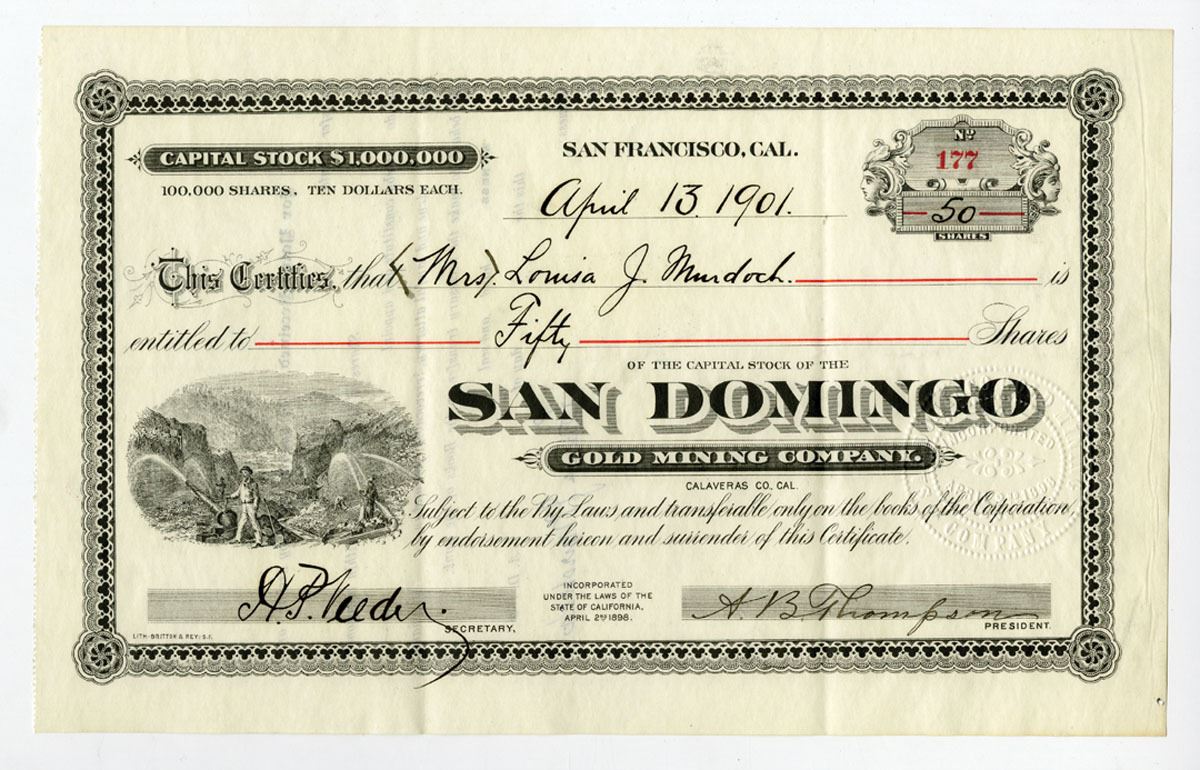 CAPITAL STOCK $1,000,000
100,000 SHARES, TEN DOLLARS EACH.
SAN FRANCISCO, CAL.
April 13. 1901.
No
177
50
SHARES
This Certifies, that (Mrs). Louisa J. Murdoch. is
entitled to Fifty Shares
OF THE CAPITAL STOCK OF THE
SAN DOMINGO
GOLD MINING COMPANY.
CALAVERAS CO. CAL.
Subject to the By Laws, and transferable only on the books of the Corporation,
by endorsement hereon and surrender of this Certificate.
H. P. Veeder.
SECRETARY,
INCORPORATED
UNDER THE LAWS OF THE
STATE OF CALIFORNIA,
APRIL 2ND 1898.
A. B. Thompson
PRESIDENT.
LITH. BRITTON & REY. S.F.
INCORPORATED
COMPANY